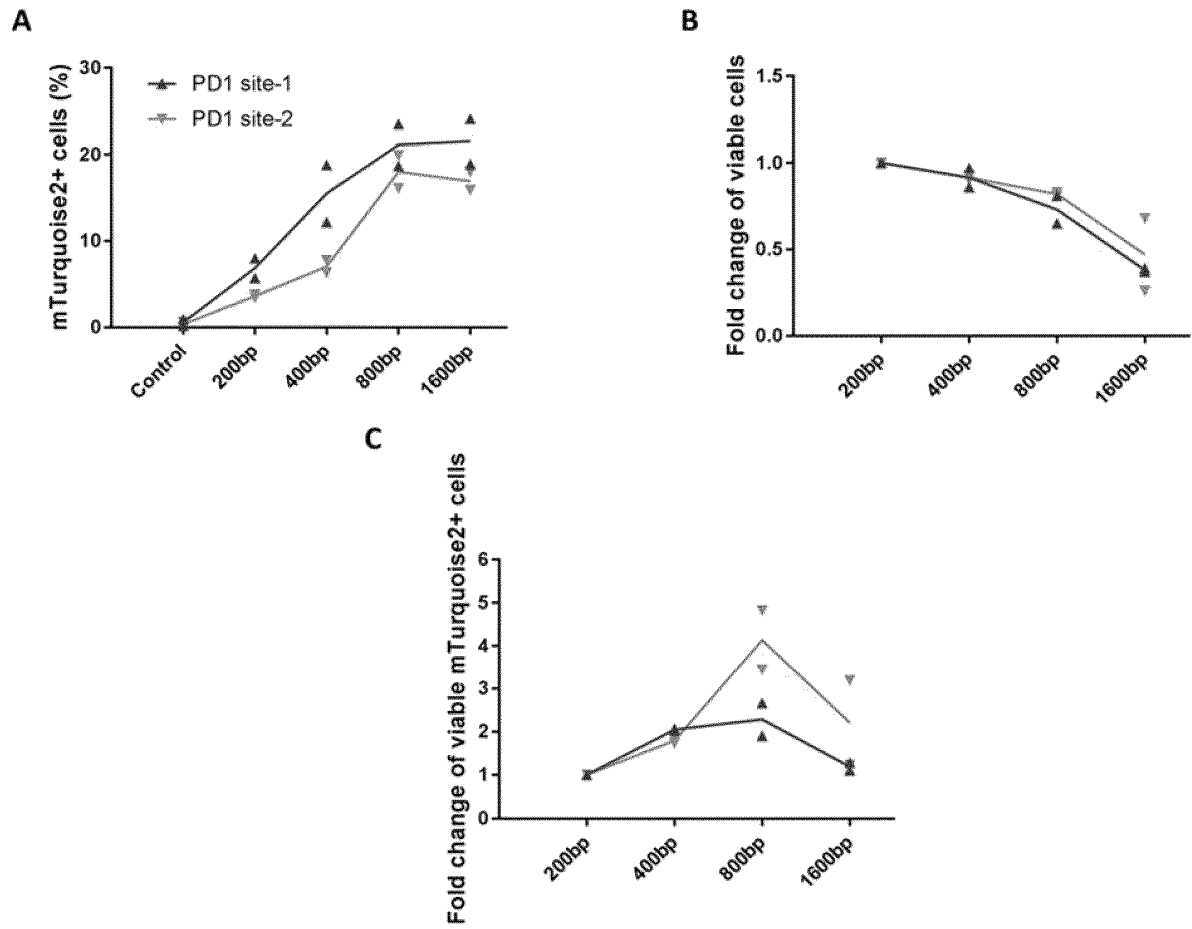 A
mTurquoise2+ cells (%)
30
20
10
0
PD1 site-1
PD1 site-2
Control
200bp
400bp
800bp
1600bp
B
Fold change of viable cells
1.5
1.0
0.5
0.0
200bp
400bp
800bp
1600bp
C
Fold change of viable mTurquoise2+ cells
6
5
4
3
2
1
0
200bp
400bp
800bp
1600bp